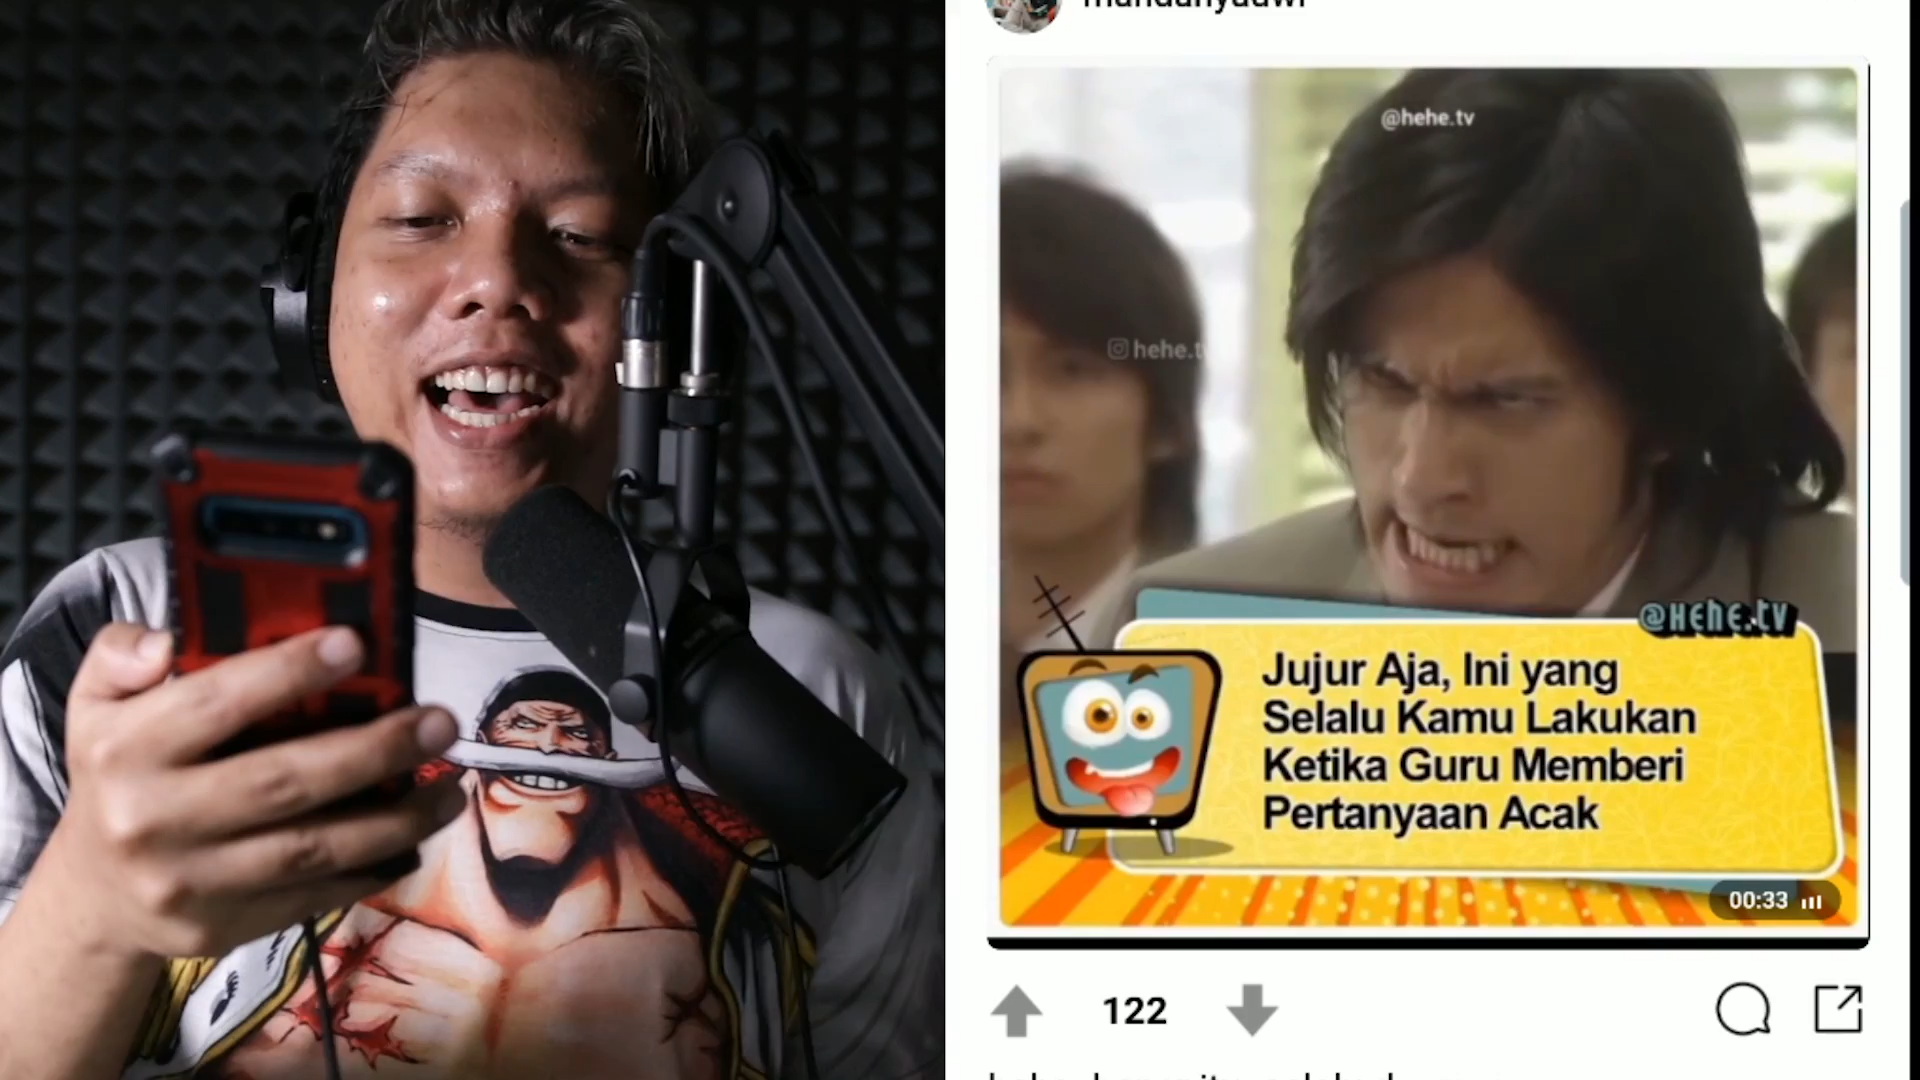 @hehe.tv
hehe.t
@HEHE.tV
Jujur Aja, Ini yang
Selalu Kamu Lakukan
Ketika Guru Memberi
Pertanyaan Acak
00:33
122